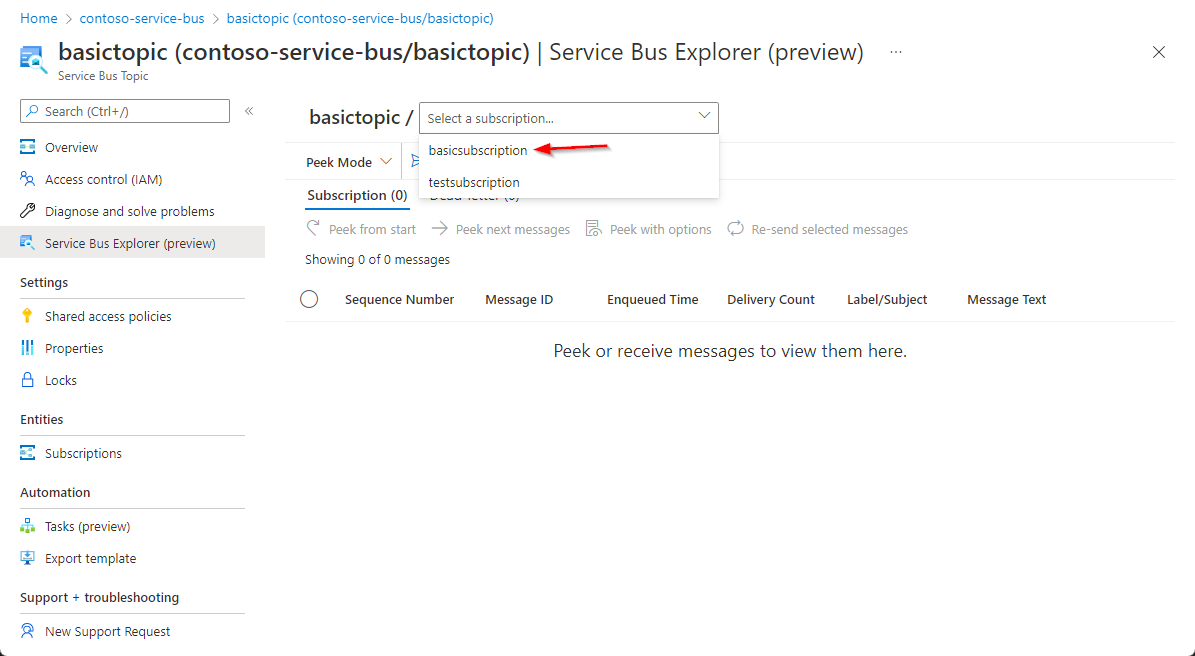 Home > contoso-service-bus > basictopic (contoso-service-bus/basictopic)
basictopic (contoso-service-bus/basictopic) | Service Bus Explorer (preview) ...
Service Bus Topic
Search (Ctrl+/) «
Overview
Access control (IAM)
Diagnose and solve problems
Service Bus Explorer (preview)
Settings
Shared access policies
Properties
Locks
Entities
Subscriptions
Automation
Tasks (preview)
Export template
Support + troubleshooting
New Support Request
basictopic / Select a subscription...
basicsubscription
testsubscription
Peek Mode
Subscription (0) Dead-letter (0)
Peek from start Peek next messages Peek with options Re-send selected messages
Showing 0 of 0 messages
Sequence Number Message ID Enqueued Time Delivery Count Label/Subject Message Text
Peek or receive messages to view them here.